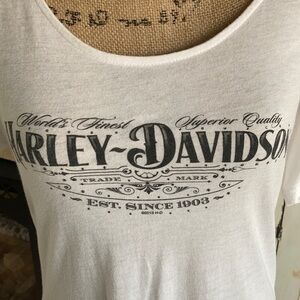 World's Finest Superior Quality
HARLEY-DAVIDSON
TRADE MARK
EST. SINCE 1903